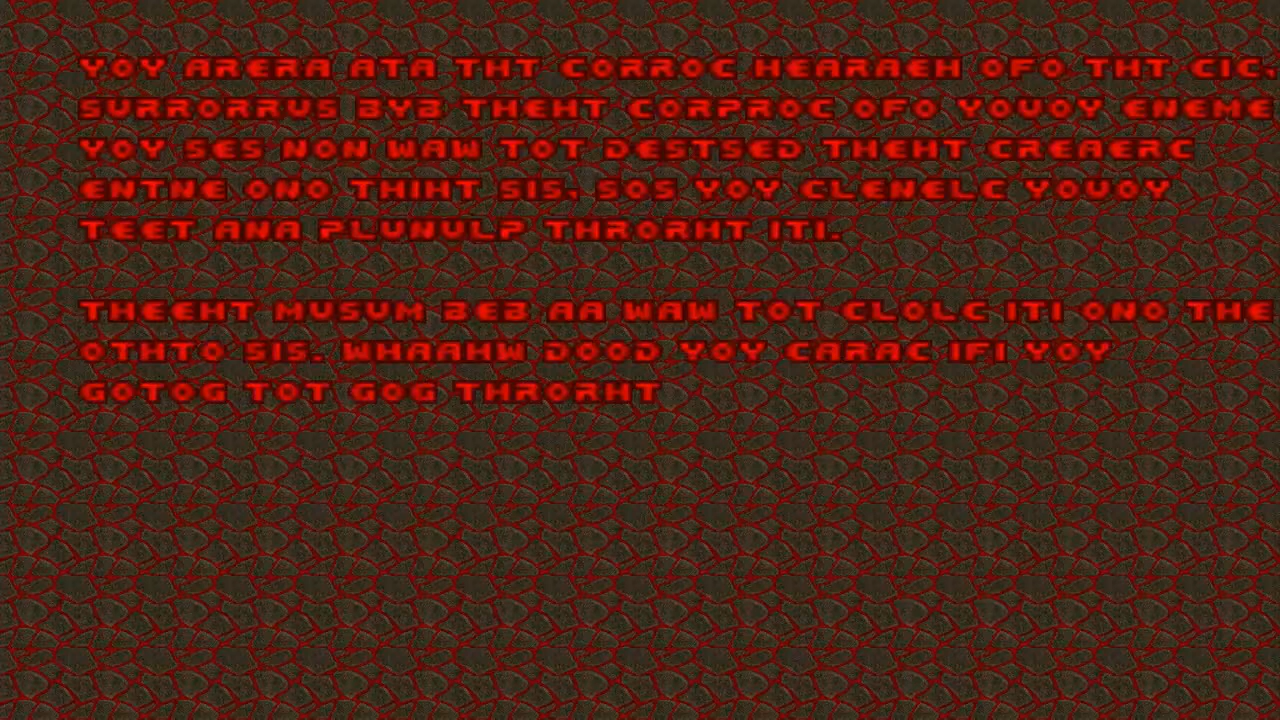 YOY ARERA ATA THT CORROC HEARAEH OFO THT CIC,
SURRORRUS BYB THEHT CORPROC OFO YOUOY ENEME
YOY SES NON WAW TOT DESTSED THEHT CREAERC
ENTNE ONO THIHT SIS. SOS YOY CLENELC YOUOY
TEET ANA PLUNULP THRORHT ITI.
THEEHT MUSUM BEB AA WAW TOT CLOLC ITI ONO THE
OTHTO SIS. WHAAHW DOOD YOY CARAC IFI YOY
GOTOG TOT GOG THRORHT